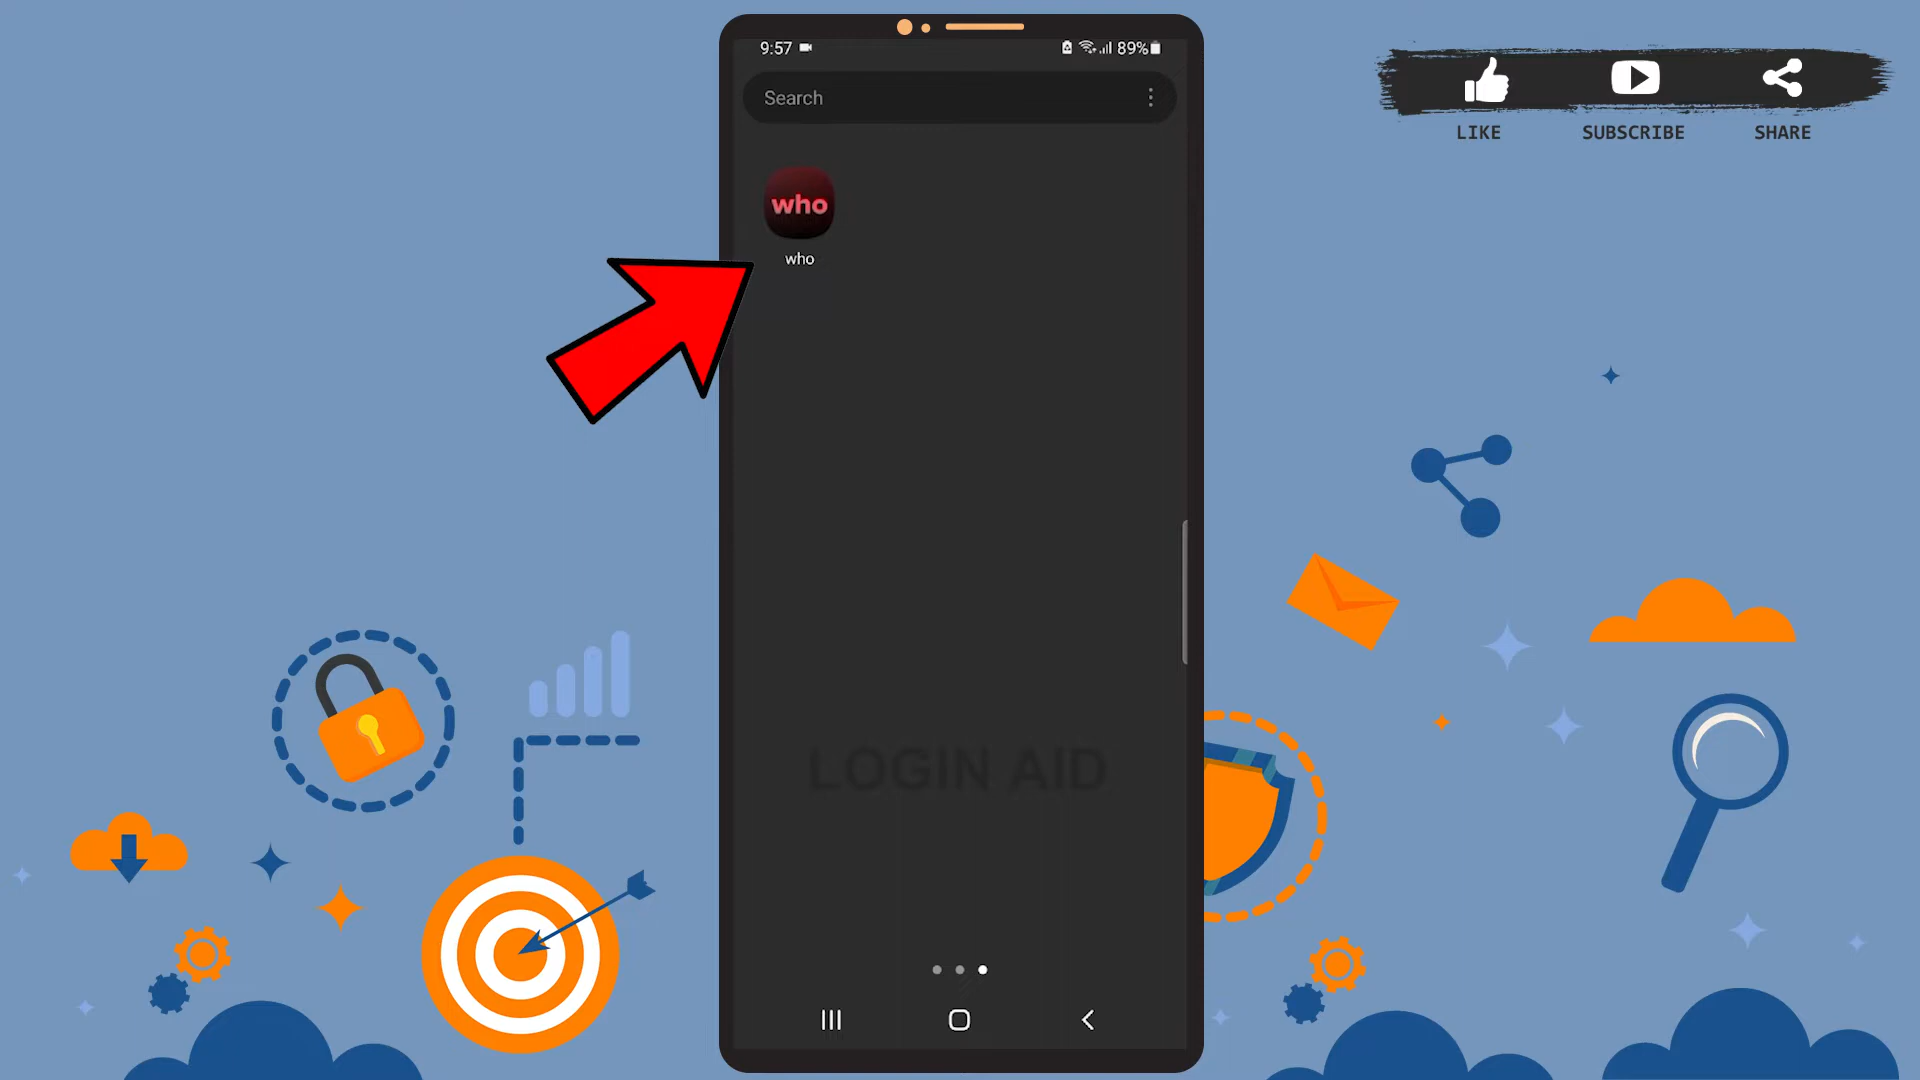 9:57
89%
Search
LIKE
SUBSCRIBE
SHARE
who
who
LOGIN AID